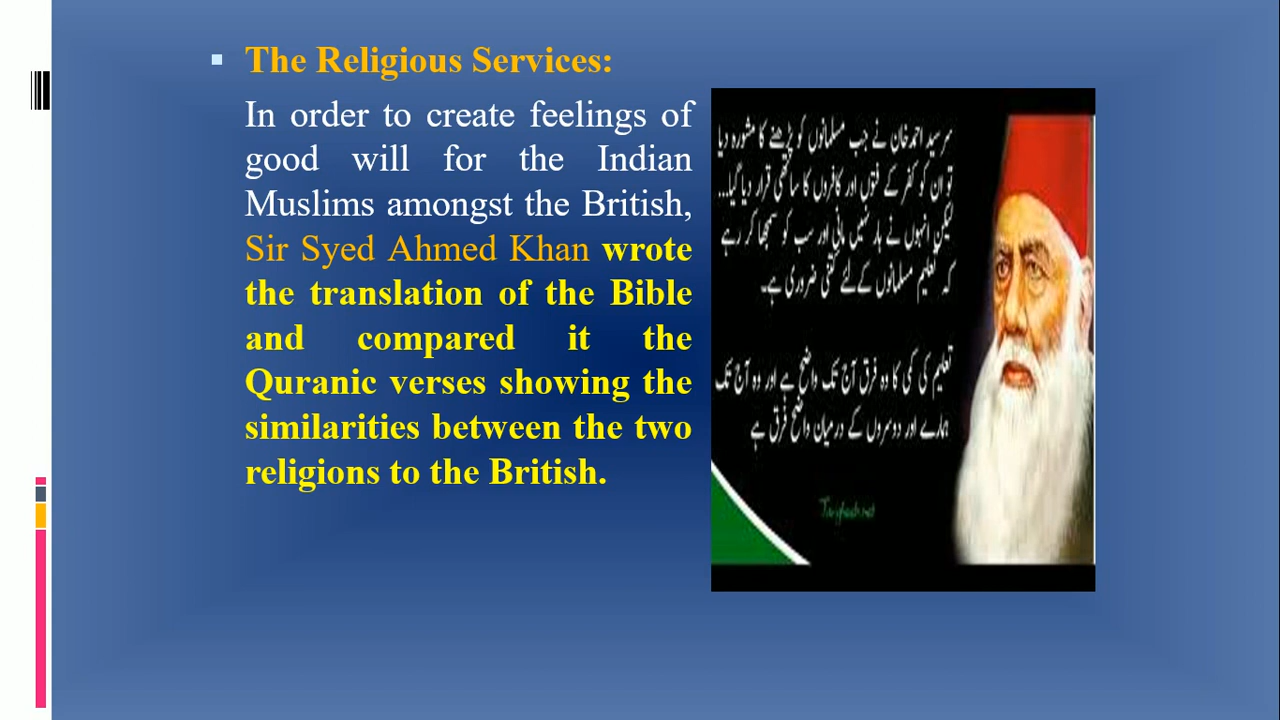 The Religious Services:
In order to create feelings of
good will for the Indian
Muslims amongst the British,
Sir Syed Ahmed Khan wrote
the translation of the Bible
and compared it the
Quranic verses showing the
similarities between the two
religions to the British.
سر سید احمد خان نے جب مسلمانوں کو پڑھنے کا مشورہ دیا
تو ان کو کفر کے فتوں اور کافروں کا ساتھی قرار دیا گیا...
لیکن انہوں نے ہار نہیں مانی اور سب کو سمجھا کر رہے
کہ تعلیم مسلمانوں کے لئے کتنی ضروری ہے۔
تعلیم کی کمی کا وہ فرق آج تک واضح ہے اور وہ آج تک
ہمارے اور دوسروں کے درمیان واضح فرق ہے